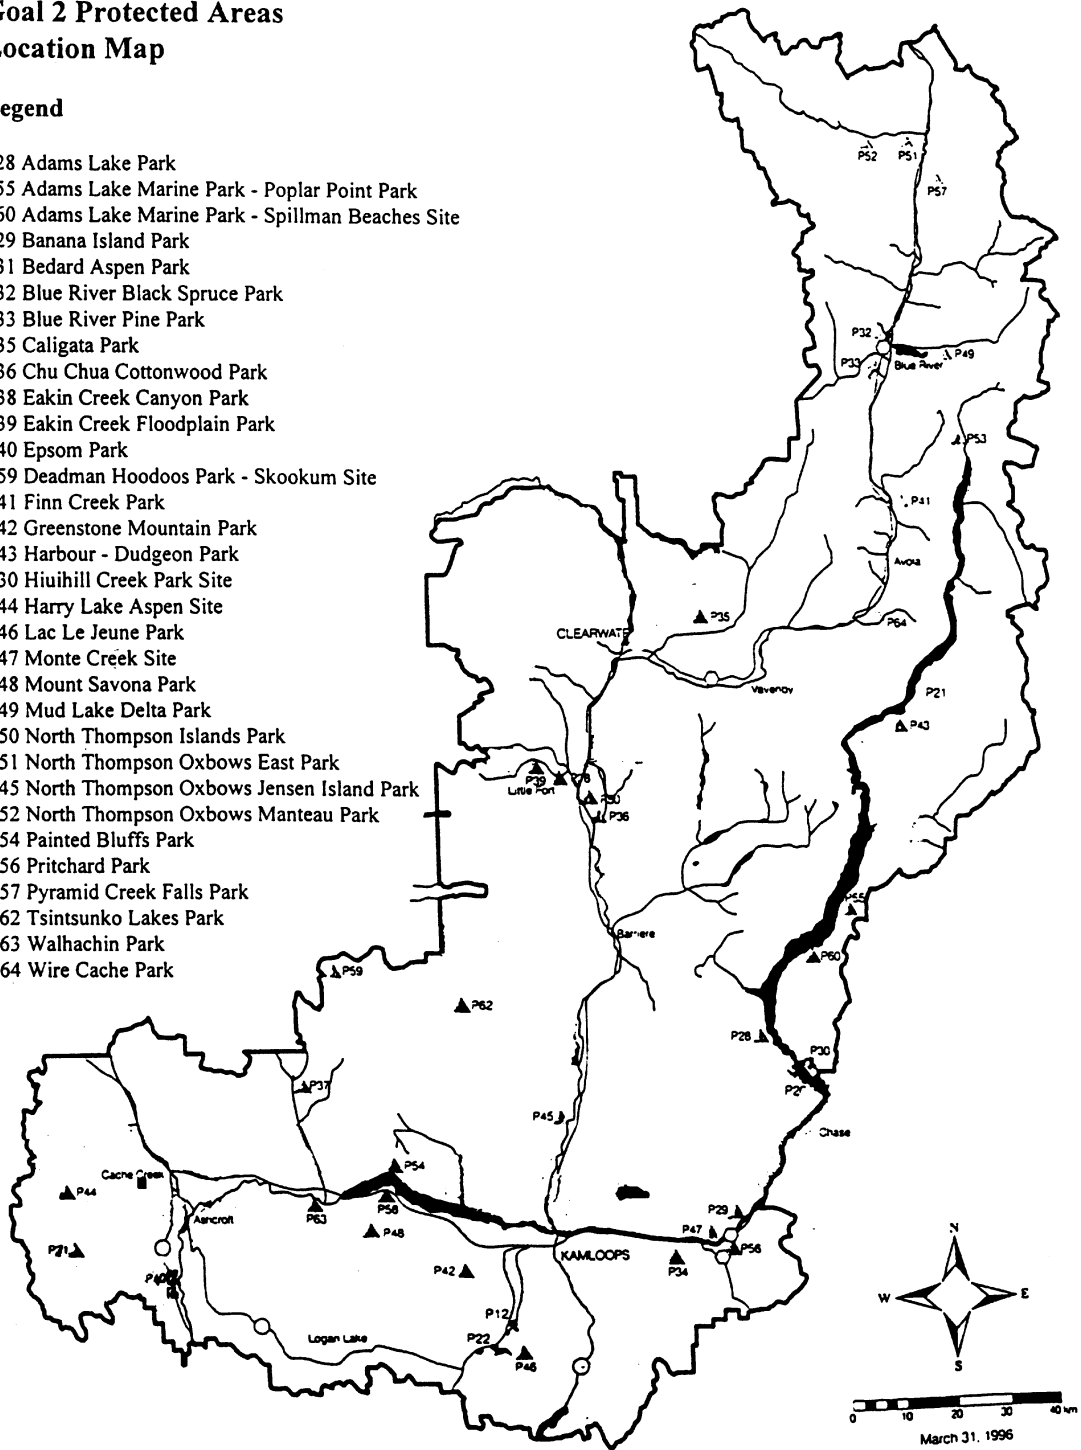 Goal 2 Protected Areas
Location Map
Legend
28 Adams Lake Park
55 Adams Lake Marine Park - Poplar Point Park
60 Adams Lake Marine Park - Spillman Beaches Site
29 Banana Island Park
31 Bedard Aspen Park
32 Blue River Black Spruce Park
33 Blue River Pine Park
35 Caligata Park
36 Chu Chua Cottonwood Park
38 Eakin Creek Canyon Park
39 Eakin Creek Floodplain Park
40 Epsom Park
59 Deadman Hoodoos Park - Skookum Site
41 Finn Creek Park
42 Greenstone Mountain Park
43 Harbour - Dudgeon Park
30 Hiuihill Creek Park Site
44 Harry Lake Aspen Site
46 Lac Le Jeune Park
47 Monte Creek Site
48 Mount Savona Park
49 Mud Lake Delta Park
50 North Thompson Islands Park
51 North Thompson Oxbows East Park
45 North Thompson Oxbows Jensen Island Park
52 North Thompson Oxbows Manteau Park
54 Painted Bluffs Park
56 Pritchard Park
57 Pyramid Creek Falls Park
62 Tsintsunko Lakes Park
63 Walhachin Park
64 Wire Cache Park
P52 P51
P57
P32
P49
P33
Blue River
P53
P41
Avola
P35
P64
CLEARWATE
Vavenby
P21
P43
P39
Little Fort
P36
P55
Barriere
P60
P59
P62
P28
P30
P37
P45
Chase
P54
Cache Creek
P44
P58
P63
P29
Ashcroft
P48
P47
P56
KAMLOOPS
P34
P42
P12
Logan Lake
P22
P46
N
W
E
S
0 10 20 30 40 km
March 31, 1996